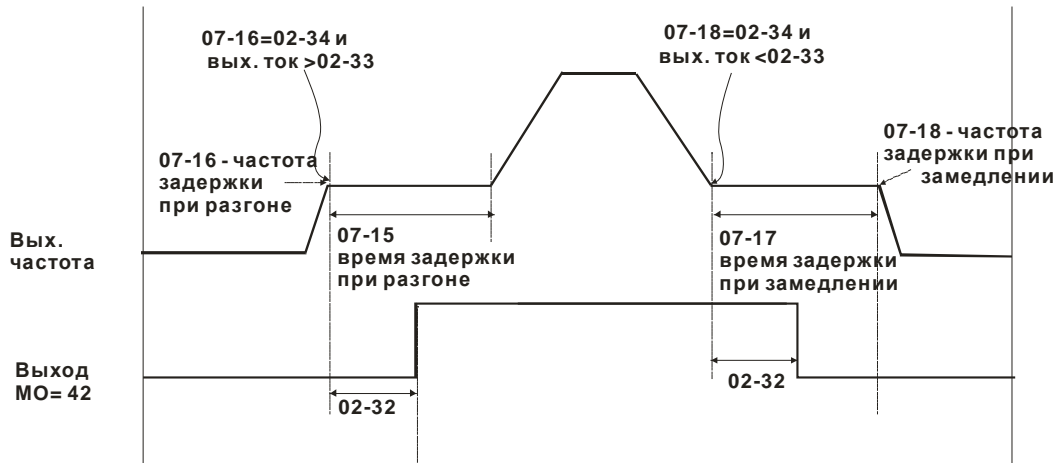 07-16=02-34 и
вых. ток >02-33
07-18=02-34 и
вых. ток <02-33
07-16 - частота
задержки
при разгоне
07-18 - частота
задержки при
замедлении
Вых.
частота
07-15
время задержки
при разгоне
07-17
время задержки
при замедлении
Выход
МО= 42
02-32
02-32